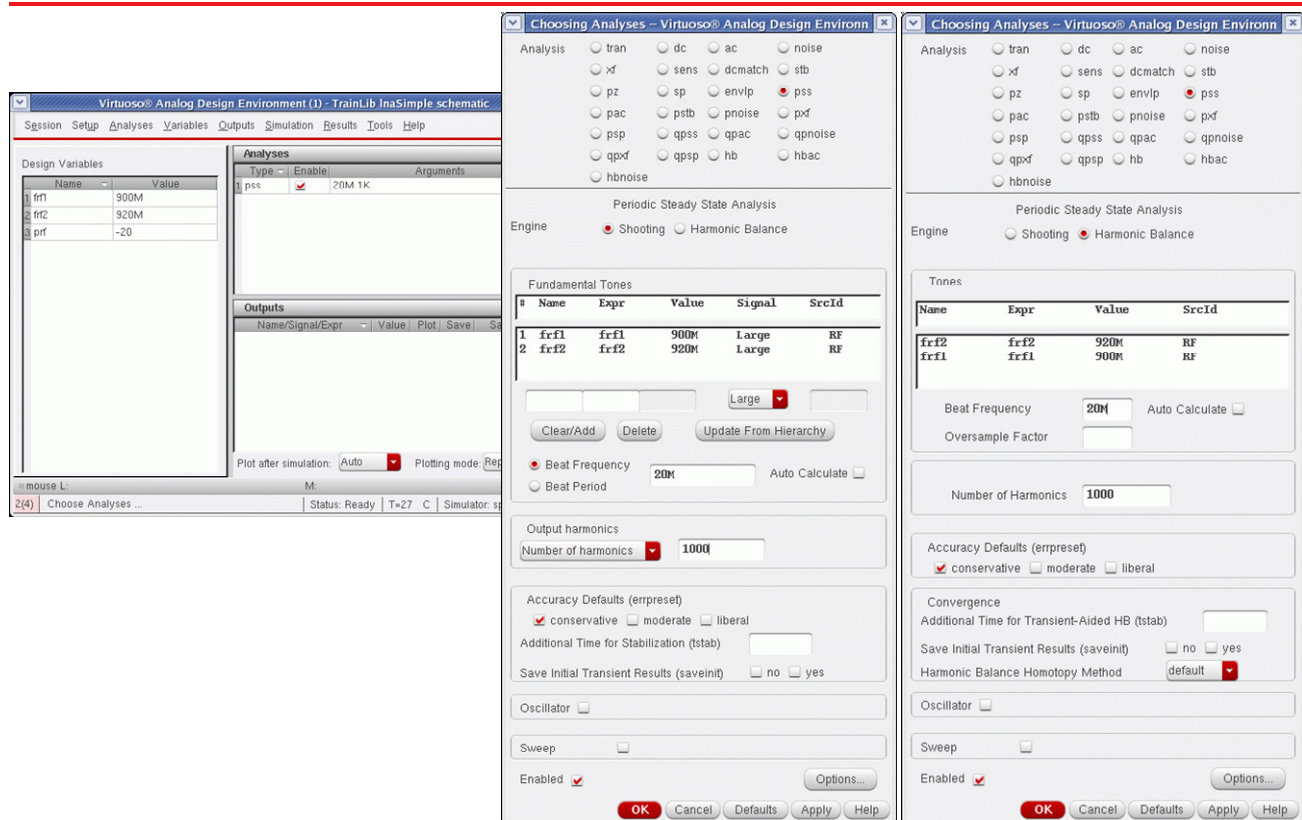 Virtuoso® Analog Design Environment (1) - TrainLib lnaSimple schematic
Session Setup Analyses Variables Outputs Simulation Results Tools Help
Design Variables
Name Value
1 frf1 900M
2 frf2 920M
3 prf -20
Analyses
Type Enable Arguments
1 pss 20M 1K
Outputs
Name/Signal/Expr Value Plot Save Sa
Plot after simulation: Auto Plotting mode: Rep
mouse L: M:
2(4) Choose Analyses ... Status: Ready T=27 C Simulator: sp
Choosing Analyses -- Virtuoso® Analog Design Environn
Analysis tran dc ac noise
xf sens dcmatch stb
pz sp envlp pss
pac pstb pnoise pxf
psp qpss qpac qpnoise
qpxf qpsp hb hbac
hbnoise
Periodic Steady State Analysis
Engine Shooting Harmonic Balance
Fundamental Tones
# Name Expr Value Signal SrcId
1 frf1 frf1 900M Large RF
2 frf2 frf2 920M Large RF
Large
Clear/Add Delete Update From Hierarchy
Beat Frequency 20M Auto Calculate
Beat Period
Output harmonics
Number of harmonics 1000
Accuracy Defaults (errpreset)
conservative moderate liberal
Additional Time for Stabilization (tstab)
Save Initial Transient Results (saveinit) no yes
Oscillator
Sweep
Enabled Options...
OK Cancel Defaults Apply Help
Choosing Analyses -- Virtuoso® Analog Design Environn
Analysis tran dc ac noise
xf sens dcmatch stb
pz sp envlp pss
pac pstb pnoise pxf
psp qpss qpac qpnoise
qpxf qpsp hb hbac
hbnoise
Periodic Steady State Analysis
Engine Shooting Harmonic Balance
Tones
Name Expr Value SrcId
frf2 frf2 920M RF
frf1 frf1 900M RF
Beat Frequency 20M Auto Calculate
Oversample Factor
Number of Harmonics 1000
Accuracy Defaults (errpreset)
conservative moderate liberal
Convergence
Additional Time for Transient-Aided HB (tstab)
Save Initial Transient Results (saveinit) no yes
Harmonic Balance Homotopy Method default
Oscillator
Sweep
Enabled Options...
OK Cancel Defaults Apply Help